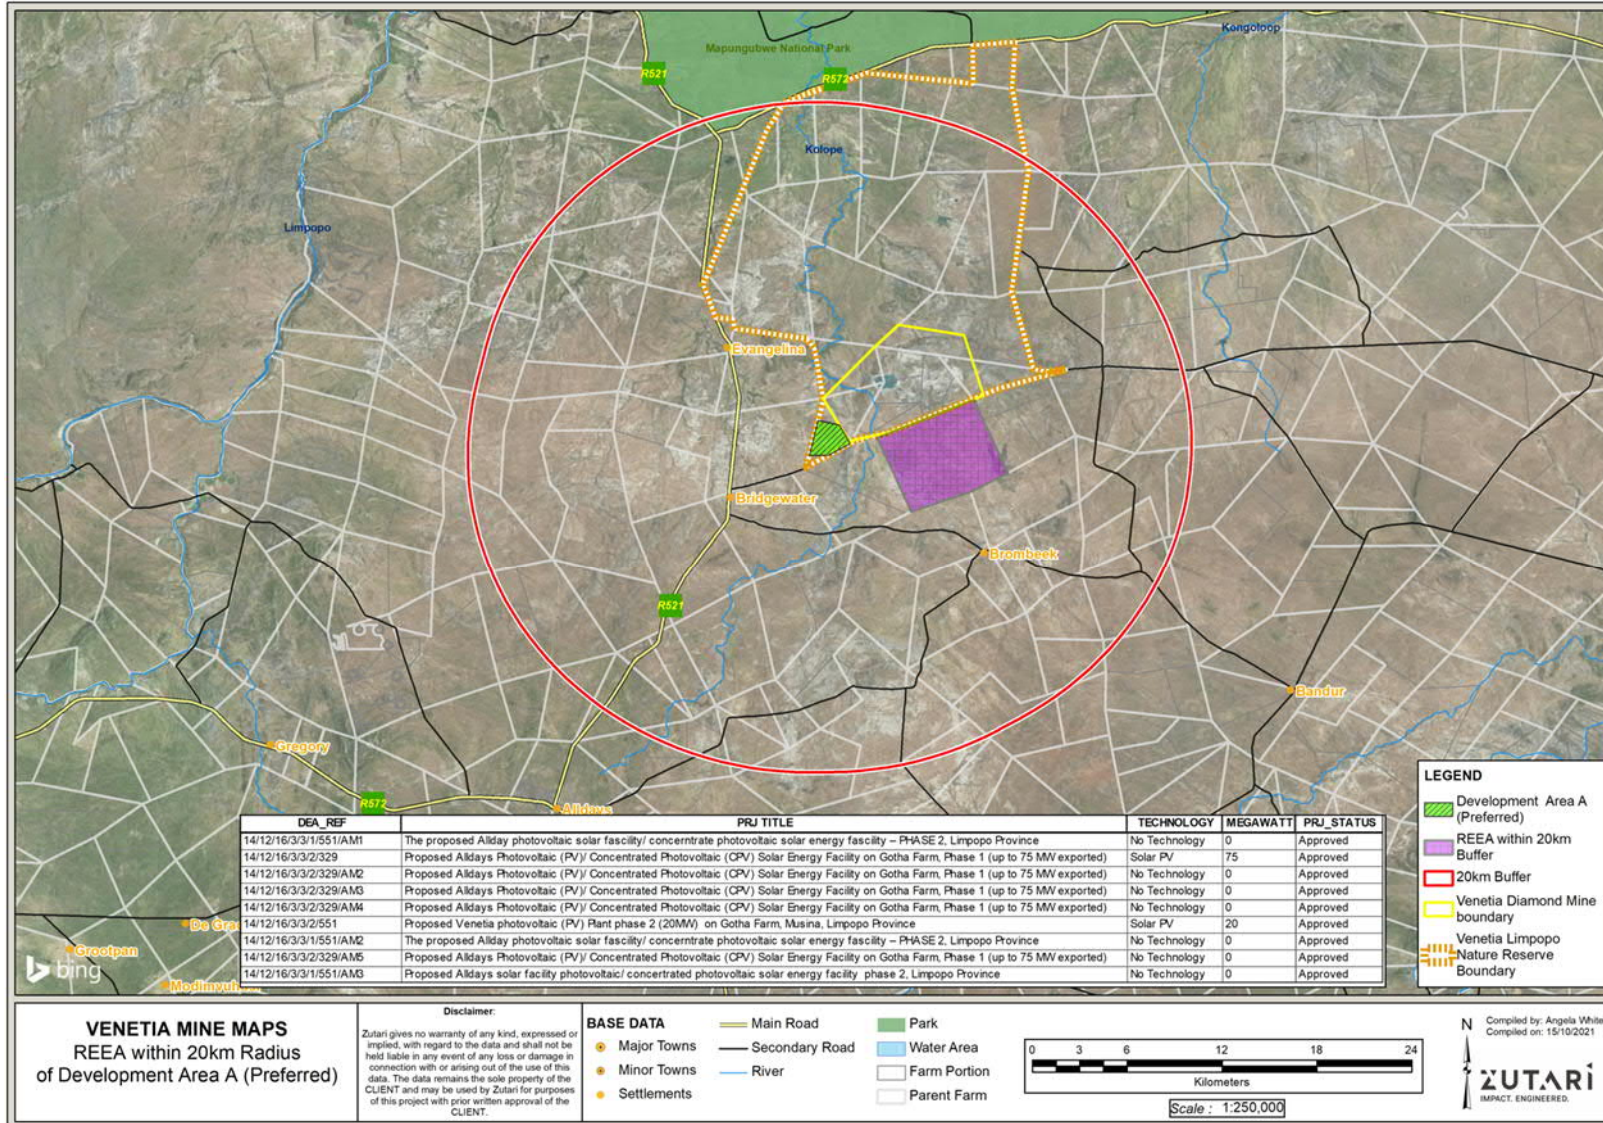 Kongoloop
Mapungubwe National Park
R521
R572
Kolope
Limpopo
Evangelina
Bridgewater
Brombeek
R521
Bandur
Gregory
R572
Alldays
De Gra
Grootpan
bing
LEGEND
Development Area A
(Preferred)
REEA within 20km
Buffer
20km Buffer
Venetia Diamond Mine
boundary
Venetia Limpopo
Nature Reserve
Boundary
DEA_REF PRJ TITLE TECHNOLOGY MEGAWATT PRJ_STATUS
14/12/16/3/3/1/551/AM1 The proposed Allday photovoltaic solar fascility/ concerntrate photovoltaic solar energy fascility – PHASE 2, Limpopo Province No Technology 0 Approved
14/12/16/3/3/2/329 Proposed Alldays Photovoltaic (PV)/ Concentrated Photovoltaic (CPV) Solar Energy Facility on Gotha Farm, Phase 1 (up to 75 MW exported) Solar PV 75 Approved
14/12/16/3/3/2/329/AM2 Proposed Alldays Photovoltaic (PV)/ Concentrated Photovoltaic (CPV) Solar Energy Facility on Gotha Farm, Phase 1 (up to 75 MW exported) No Technology 0 Approved
14/12/16/3/3/2/329/AM3 Proposed Alldays Photovoltaic (PV)/ Concentrated Photovoltaic (CPV) Solar Energy Facility on Gotha Farm, Phase 1 (up to 75 MW exported) No Technology 0 Approved
14/12/16/3/3/2/329/AM4 Proposed Alldays Photovoltaic (PV)/ Concentrated Photovoltaic (CPV) Solar Energy Facility on Gotha Farm, Phase 1 (up to 75 MW exported) No Technology 0 Approved
14/12/16/3/3/2/551 Proposed Venetia photovoltaic (PV) Plant phase 2 (20MW) on Gotha Farm, Musina, Limpopo Province Solar PV 20 Approved
14/12/16/3/3/1/551/AM2 The proposed Allday photovoltaic solar fascility/ concerntrate photovoltaic solar energy fascility – PHASE 2, Limpopo Province No Technology 0 Approved
14/12/16/3/3/2/329/AM5 Proposed Alldays Photovoltaic (PV)/ Concentrated Photovoltaic (CPV) Solar Energy Facility on Gotha Farm, Phase 1 (up to 75 MW exported) No Technology 0 Approved
14/12/16/3/3/1/551/AM3 Proposed Alldays solar facility photovoltaic/ concertrated photovoltaic solar energy facility phase 2, Limpopo Province No Technology 0 Approved
VENETIA MINE MAPS
REEA within 20km Radius
of Development Area A (Preferred)
Disclaimer:
Zutari gives no warranty of any kind, expressed or
implied, with regard to the data and shall not be
held liable in any event of any loss or damage in
connection with or arising out of the use of this
data. The data remains the sole property of the
CLIENT and may be used by Zutari for purposes
of this project with prior written approval of the
CLIENT.
BASE DATA
Major Towns
Minor Towns
Settlements
Main Road
Secondary Road
River
Park
Water Area
Farm Portion
Parent Farm
0 3 6 12 18 24
Kilometers
Scale : 1:250,000
N
Compiled by: Angela White
Compiled on: 15/10/2021
ZUTARI
IMPACT. ENGINEERED.